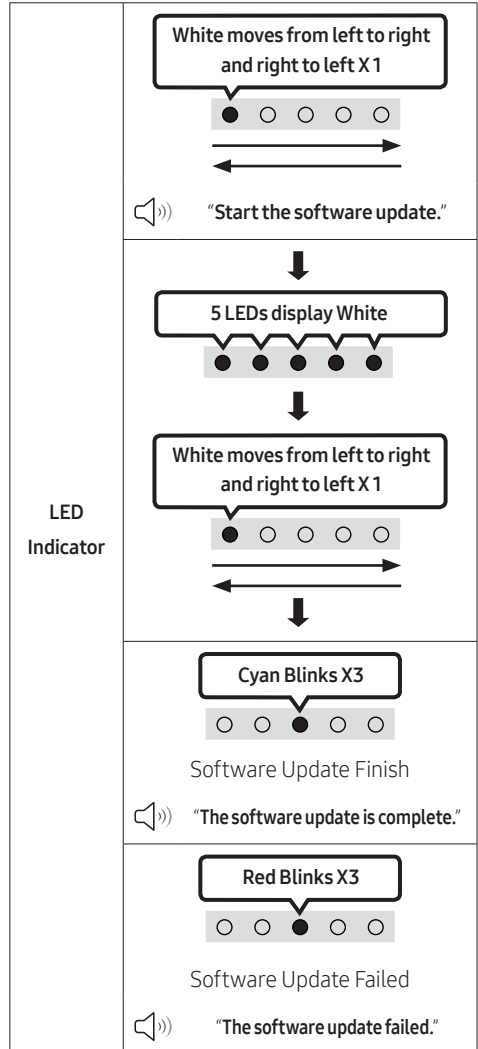 White moves from left to right
and right to left X 1
"Start the software update."
5 LEDs display White
White moves from left to right
and right to left X 1
LED
Indicator
Cyan Blinks X3
Software Update Finish
"The software update is complete."
Red Blinks X3
Software Update Failed
"The software update failed."